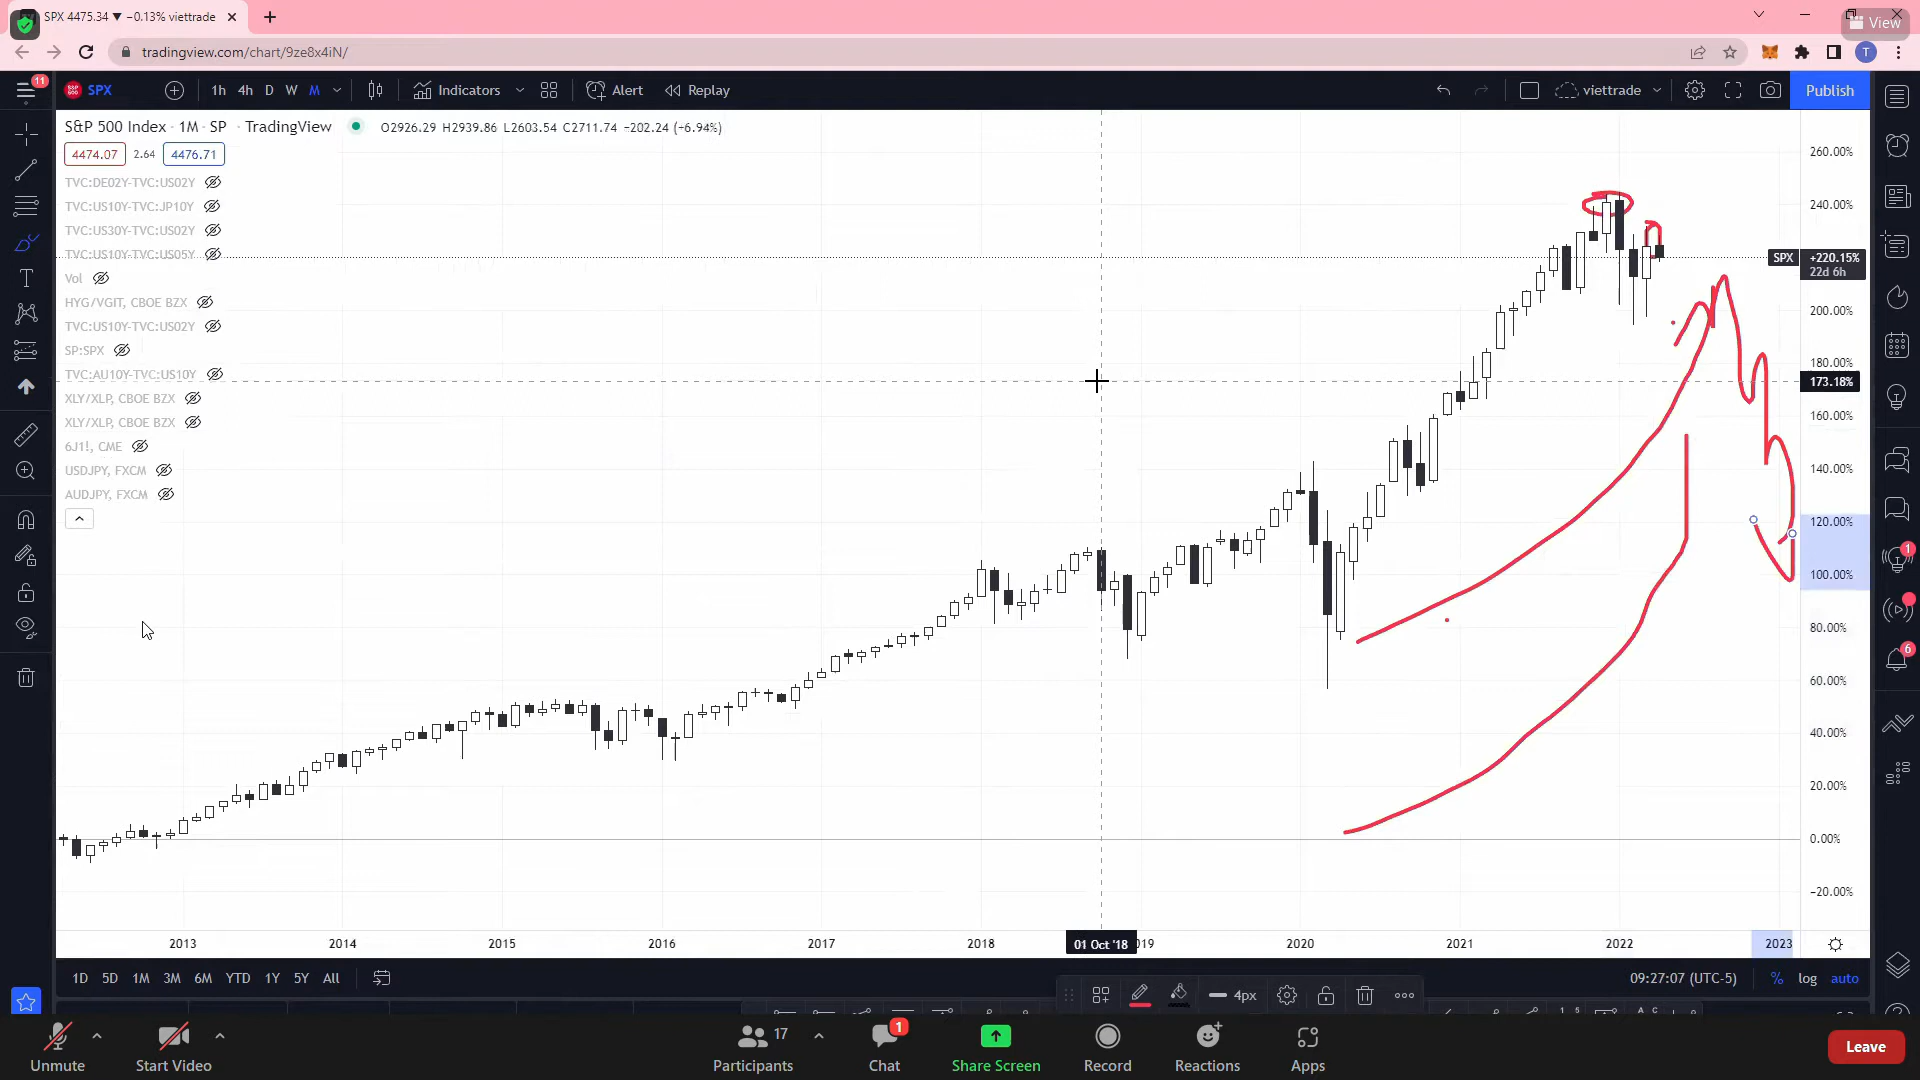 SPX 4475.34 ▼ −0.13% viettrade
View
tradingview.com/chart/9ze8x4iN/
T
11
SPX
1h 4h D W M
Indicators
Alert
Replay
viettrade
Publish
S&P 500 Index · 1M · SP · TradingView
O2926.29 H2939.86 L2603.54 C2711.74 −202.24 (−6.94%)
4474.07 2.64 4476.71
TVC:DE02Y-TVC:US02Y
TVC:US10Y-TVC:JP10Y
TVC:US30Y-TVC:US02Y
TVC:US10Y-TVC:US05Y
Vol
HYG/VGIT, CBOE BZX
TVC:US10Y-TVC:US02Y
SP:SPX
TVC:AU10Y-TVC:US10Y
XLY/XLP, CBOE BZX
XLY/XLP, CBOE BZX
6J1!, CME
USDJPY, FXCM
AUDJPY, FXCM
260.00%
240.00%
SPX +220.15%
22d 6h
200.00%
180.00%
173.18%
160.00%
140.00%
120.00%
100.00%
80.00%
60.00%
40.00%
20.00%
0.00%
−20.00%
1
6
2013 2014 2015 2016 2017 2018 01 Oct '18 2019 2020 2021 2022 2023
1D 5D 1M 3M 6M YTD 1Y 5Y All
09:27:07 (UTC-5) % log auto
4px
Unmute
Start Video
17
Participants
1
Chat
Share Screen
Record
Reactions
Apps
Leave